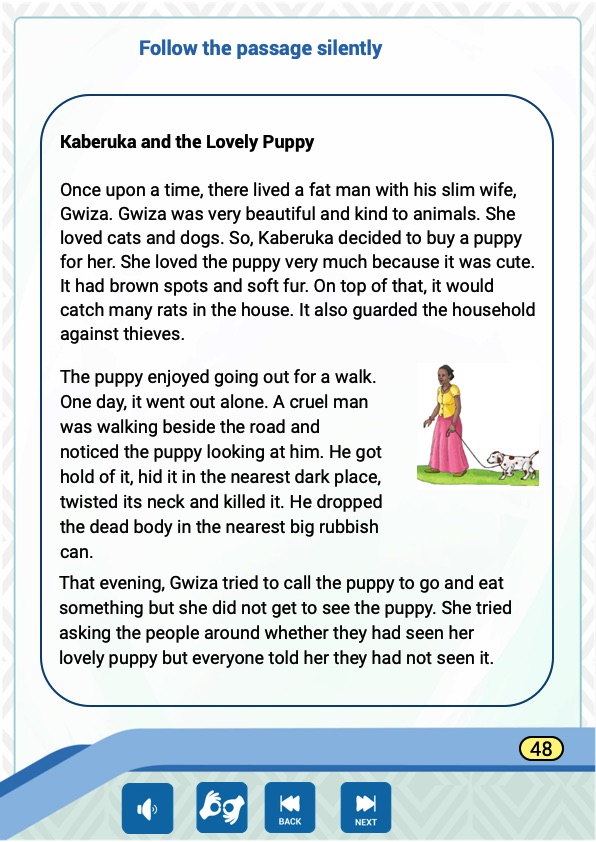 Follow the passage silently
Kaberuka and the Lovely Puppy
Once upon a time, there lived a fat man with his slim wife,
Gwiza. Gwiza was very beautiful and kind to animals. She
loved cats and dogs. So, Kaberuka decided to buy a puppy
for her. She loved the puppy very much because it was cute.
It had brown spots and soft fur. On top of that, it would
catch many rats in the house. It also guarded the household
against thieves.
The puppy enjoyed going out for a walk.
One day, it went out alone. A cruel man
was walking beside the road and
noticed the puppy looking at him. He got
hold of it, hid it in the nearest dark place,
twisted its neck and killed it. He dropped
the dead body in the nearest big rubbish
can.
That evening, Gwiza tried to call the puppy to go and eat
something but she did not get to see the puppy. She tried
asking the people around whether they had seen her
lovely puppy but everyone told her they had not seen it.
48
BACK
NEXT